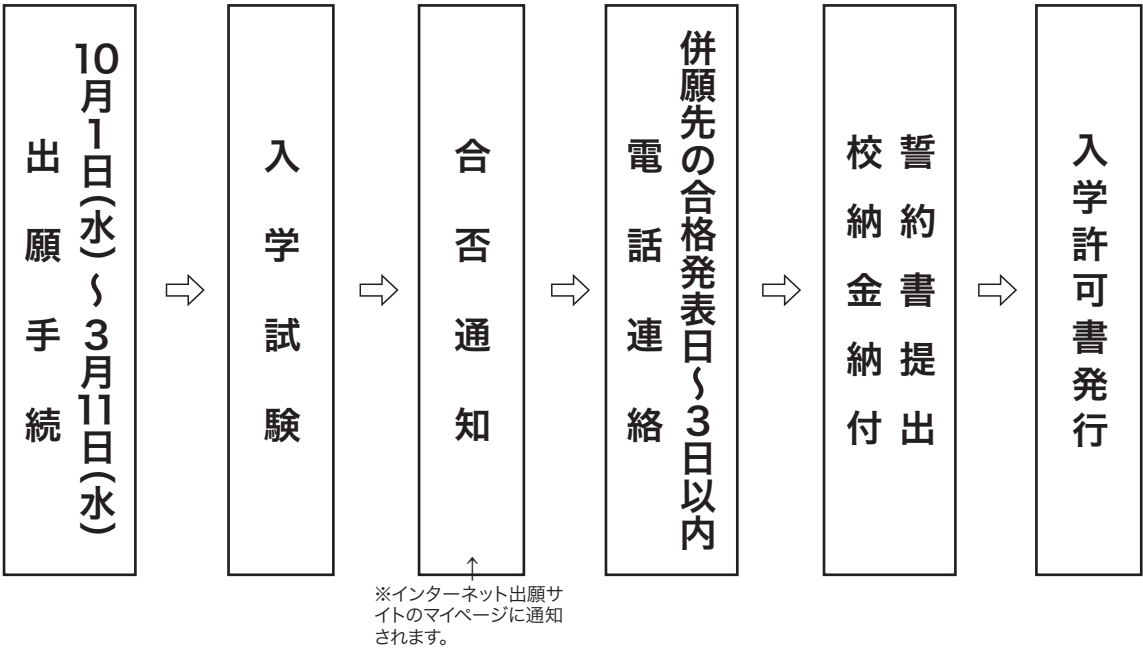 10月1日(水)～3月11日(水)
出願手続
⇨
入学試験
⇨
合否通知
⇨
併願先の合格発表日～3日以内
電話連絡
⇨
誓約書提出
校納金納付
⇨
入学許可書発行
↑
※インターネット出願サ
イトのマイページに通知
されます。